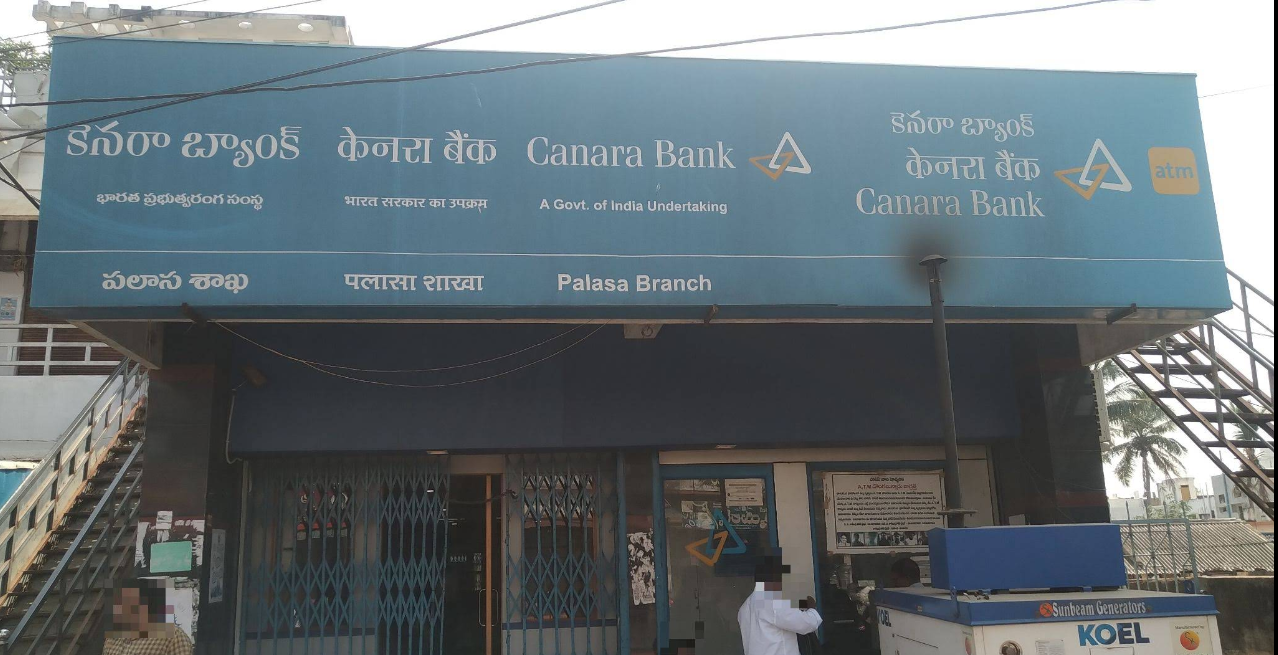 కెనరా బ్యాంక్
భారత ప్రభుత్వరంగ సంస్థ
పలాస శాఖ
केनरा बैंक
भारत सरकार का उपक्रम
पलासा शाखा
Canara Bank
A Govt. of India Undertaking
Palasa Branch
కెనరా బ్యాంక్
केनरा बैंक
Canara Bank
atm
Sunbeam Generators
KOEL
KOEL